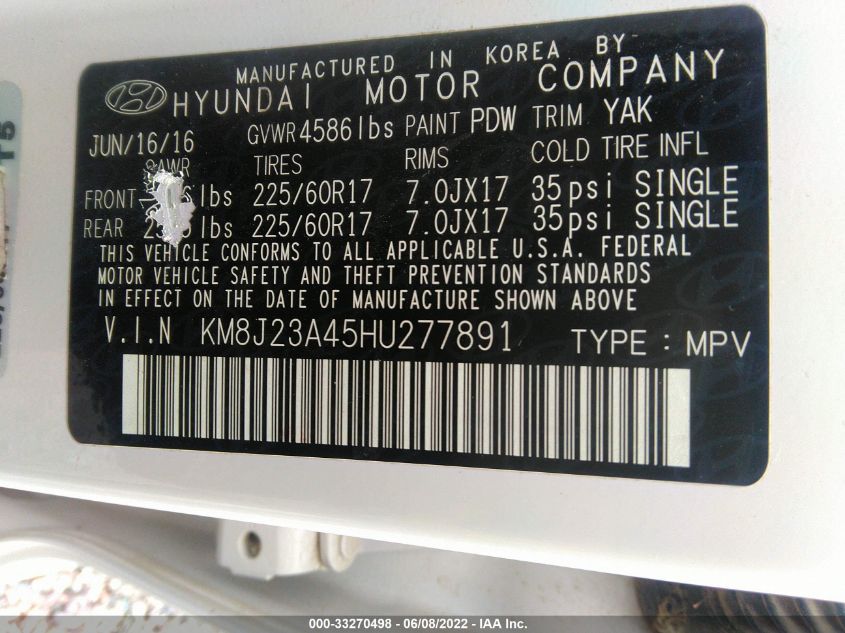 MANUFACTURED IN KOREA BY
HYUNDAI MOTOR COMPANY
JUN/16/16 GVWR 4586lbs PAINT PDW TRIM YAK
TIRES RIMS COLD TIRE INFL
FRONT lbs 225/60R17 7.0JX17 35psi SINGLE
REAR lbs 225/60R17 7.0JX17 35psi SINGLE
THIS VEHICLE CONFORMS TO ALL APPLICABLE U.S.A. FEDERAL
MOTOR VEHICLE SAFETY AND THEFT PREVENTION STANDARDS
IN EFFECT ON THE DATE OF MANUFACTURE SHOWN ABOVE
V.I.N KM8J23A45HU277891 TYPE : MPV
000-33270498 - 06/08/2022 - IAA Inc.